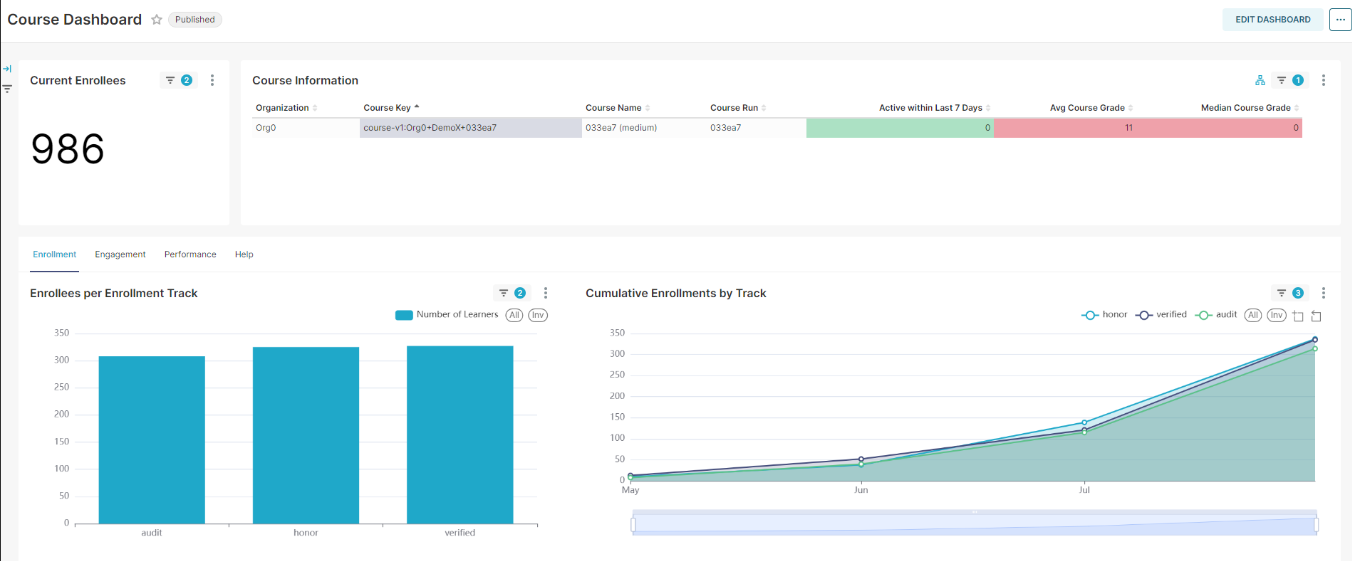 Course Dashboard Published EDIT DASHBOARD ...
Current Enrollees 2
986
Course Information 1
Organization Course Key Course Name Course Run Active within Last 7 Days Avg Course Grade Median Course Grade
Org0 course-v1:Org0+DemoX+033ea7 033ea7 (medium) 033ea7 0 11 0
Enrollment Engagement Performance Help
Enrollees per Enrollment Track 2
Number of Learners All Inv
350
300
250
200
150
100
50
0
audit honor verified
Cumulative Enrollments by Track 3
honor verified audit All Inv
350
300
250
200
150
100
50
0
May Jun Jul